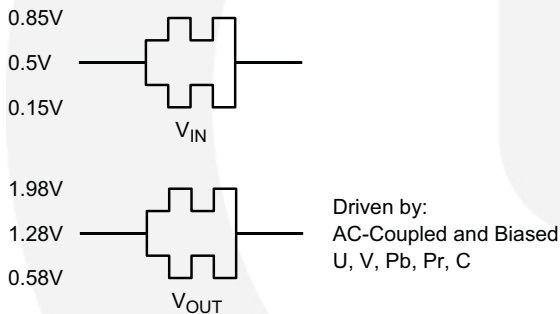 0.85V
0.5V
0.15V
VIN
1.98V
1.28V
0.58V
VOUT
Driven by:
AC-Coupled and Biased
U, V, Pb, Pr, C